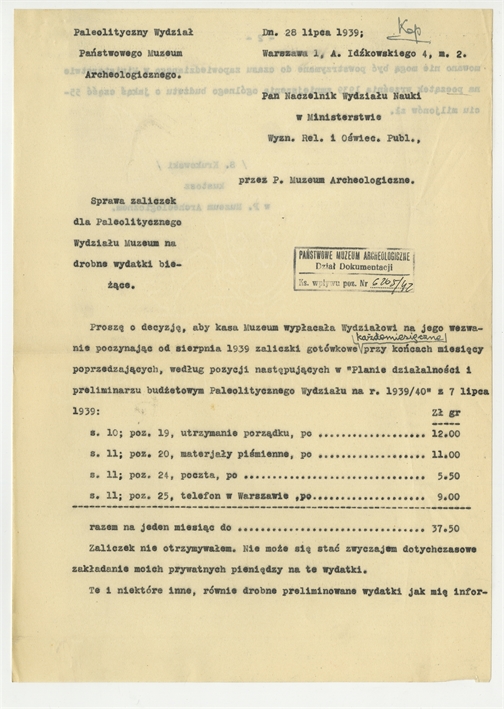 Paleolityczny Wydział
Państwowego Muzeum
Archeologicznego.
Dn. 28 lipca 1939;
Kop
Warszawa 1, A. Idźkowskiego 4, m. 2.
Pan Naczelnik Wydziału Nauki
w Ministerstwie
Wyzn. Rel. i Oświec. Publ.,
przez P. Muzeum Archeologiczne.
Sprawa zaliczek
dla Paleolitycznego
Wydziału Muzeum na
drobne wydatki bie-
żące.
PAŃSTWOWE MUZEUM ARCHEOLOGICZNE
Dział Dokumentacji
Ks. wpływu poz. Nr 6205/42
Proszę o decyzję, aby kasa Muzeum wypłacała Wydziałowi na jego wezwa-
każdomiesięczne
nie poczynając od sierpnia 1939 zaliczki gotówkowe przy końcach miesięcy
poprzedzających, według pozycji następujących w "Planie działalności i
preliminarzu budżetowym Paleolitycznego Wydziału na r. 1939/40" z 7 lipca
1939: Zł gr
s. 10; poz. 19, utrzymanie porządku, po ................... 12.00
s. 11; poz. 20, materjały piśmienne, po ................... 11.00
s. 11; poz. 24, poczta, po ................................ 5.50
s. 11; poz. 25, telefon w Warszawie ,po.................... 9.00
razem na jeden miesiąc do ................................. 37.50
Zaliczek nie otrzymywałem. Nie może się stać zwyczajem dotychczasowe
zakładanie moich prywatnych pieniędzy na te wydatki.
Te i niektóre inne, równie drobne preliminowane wydatki jak mię infor-